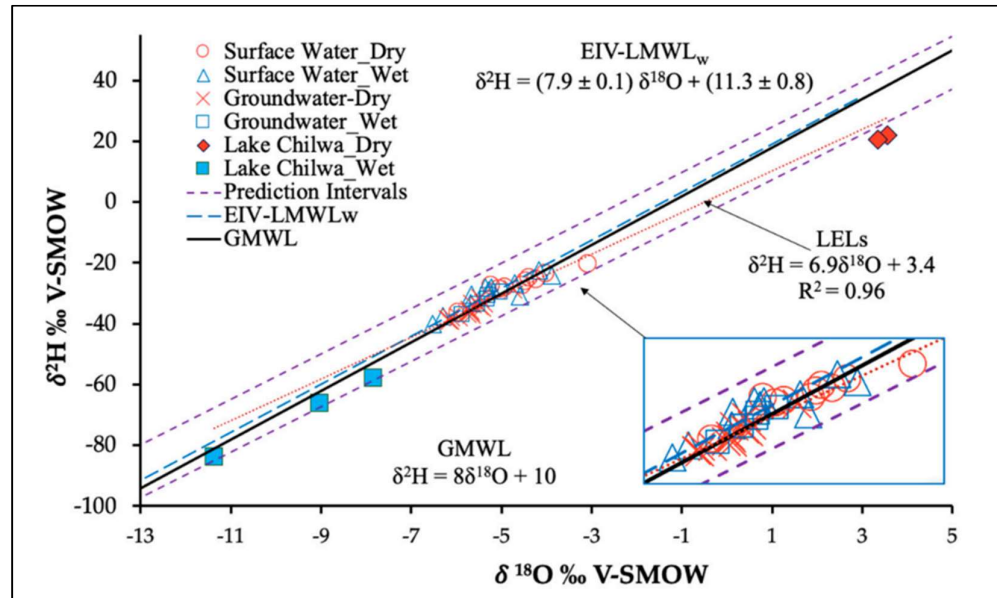 Surface Water_Dry
Surface Water_Wet
Groundwater-Dry
Groundwater_Wet
Lake Chilwa_Dry
Lake Chilwa_Wet
Prediction Intervals
EIV-LMWLw
GMWL
EIV-LMWLw
δ²H = (7.9 ± 0.1) δ¹⁸O + (11.3 ± 0.8)
LELs
δ²H = 6.9δ¹⁸O + 3.4
R² = 0.96
GMWL
δ²H = 8δ¹⁸O + 10
δ²H ‰ V-SMOW
40
20
0
-20
-40
-60
-80
-100
-13 -11 -9 -7 -5 -3 -1 1 3 5
δ ¹⁸O ‰ V-SMOW